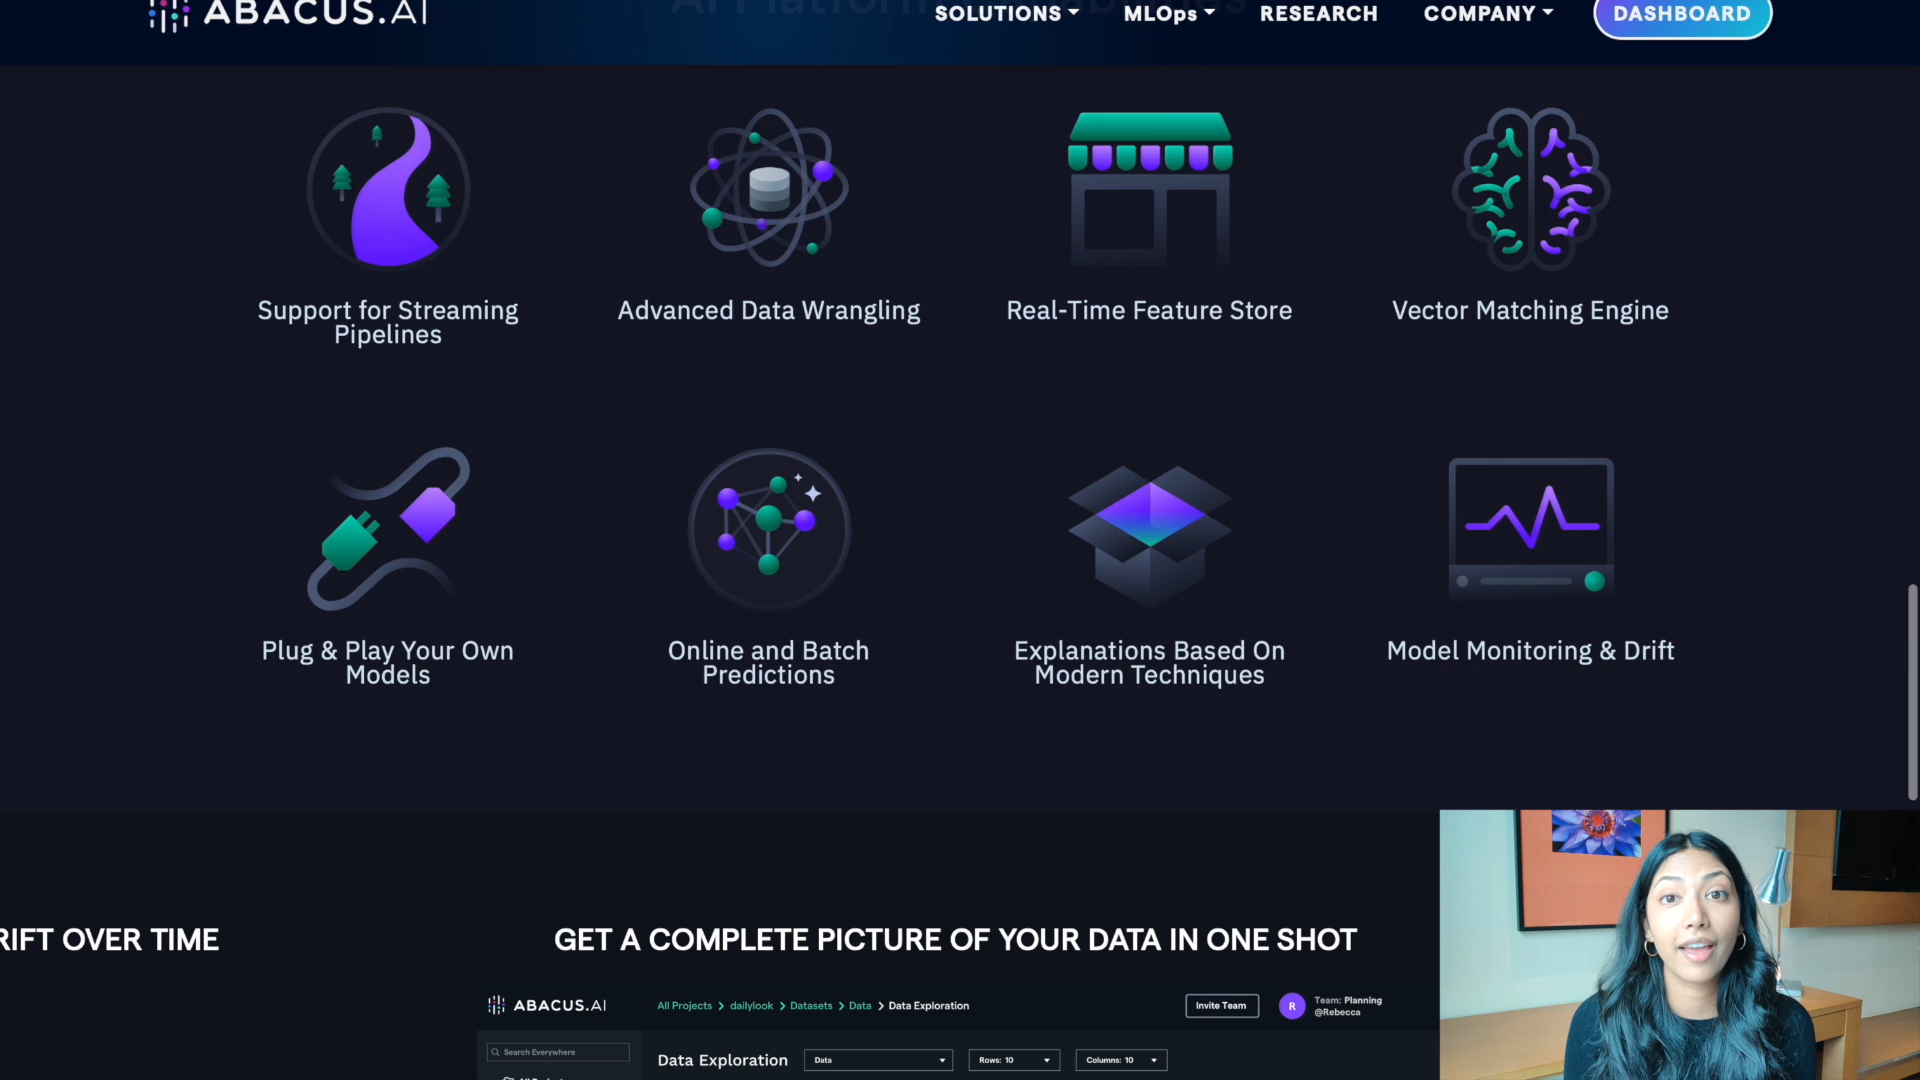 ABACUS.AI
SOLUTIONS
MLOps
RESEARCH
COMPANY
DASHBOARD
Support for Streaming
Pipelines
Advanced Data Wrangling
Real-Time Feature Store
Vector Matching Engine
Plug & Play Your Own
Models
Online and Batch
Predictions
Explanations Based On
Modern Techniques
Model Monitoring & Drift
RIFT OVER TIME
GET A COMPLETE PICTURE OF YOUR DATA IN ONE SHOT
ABACUS.AI
All Projects > dailylook > Datasets > Data > Data Exploration
Invite Team
R
Team: Planning
@Rebecca
Search Everywhere
Data Exploration
Data
Rows: 10
Columns: 10